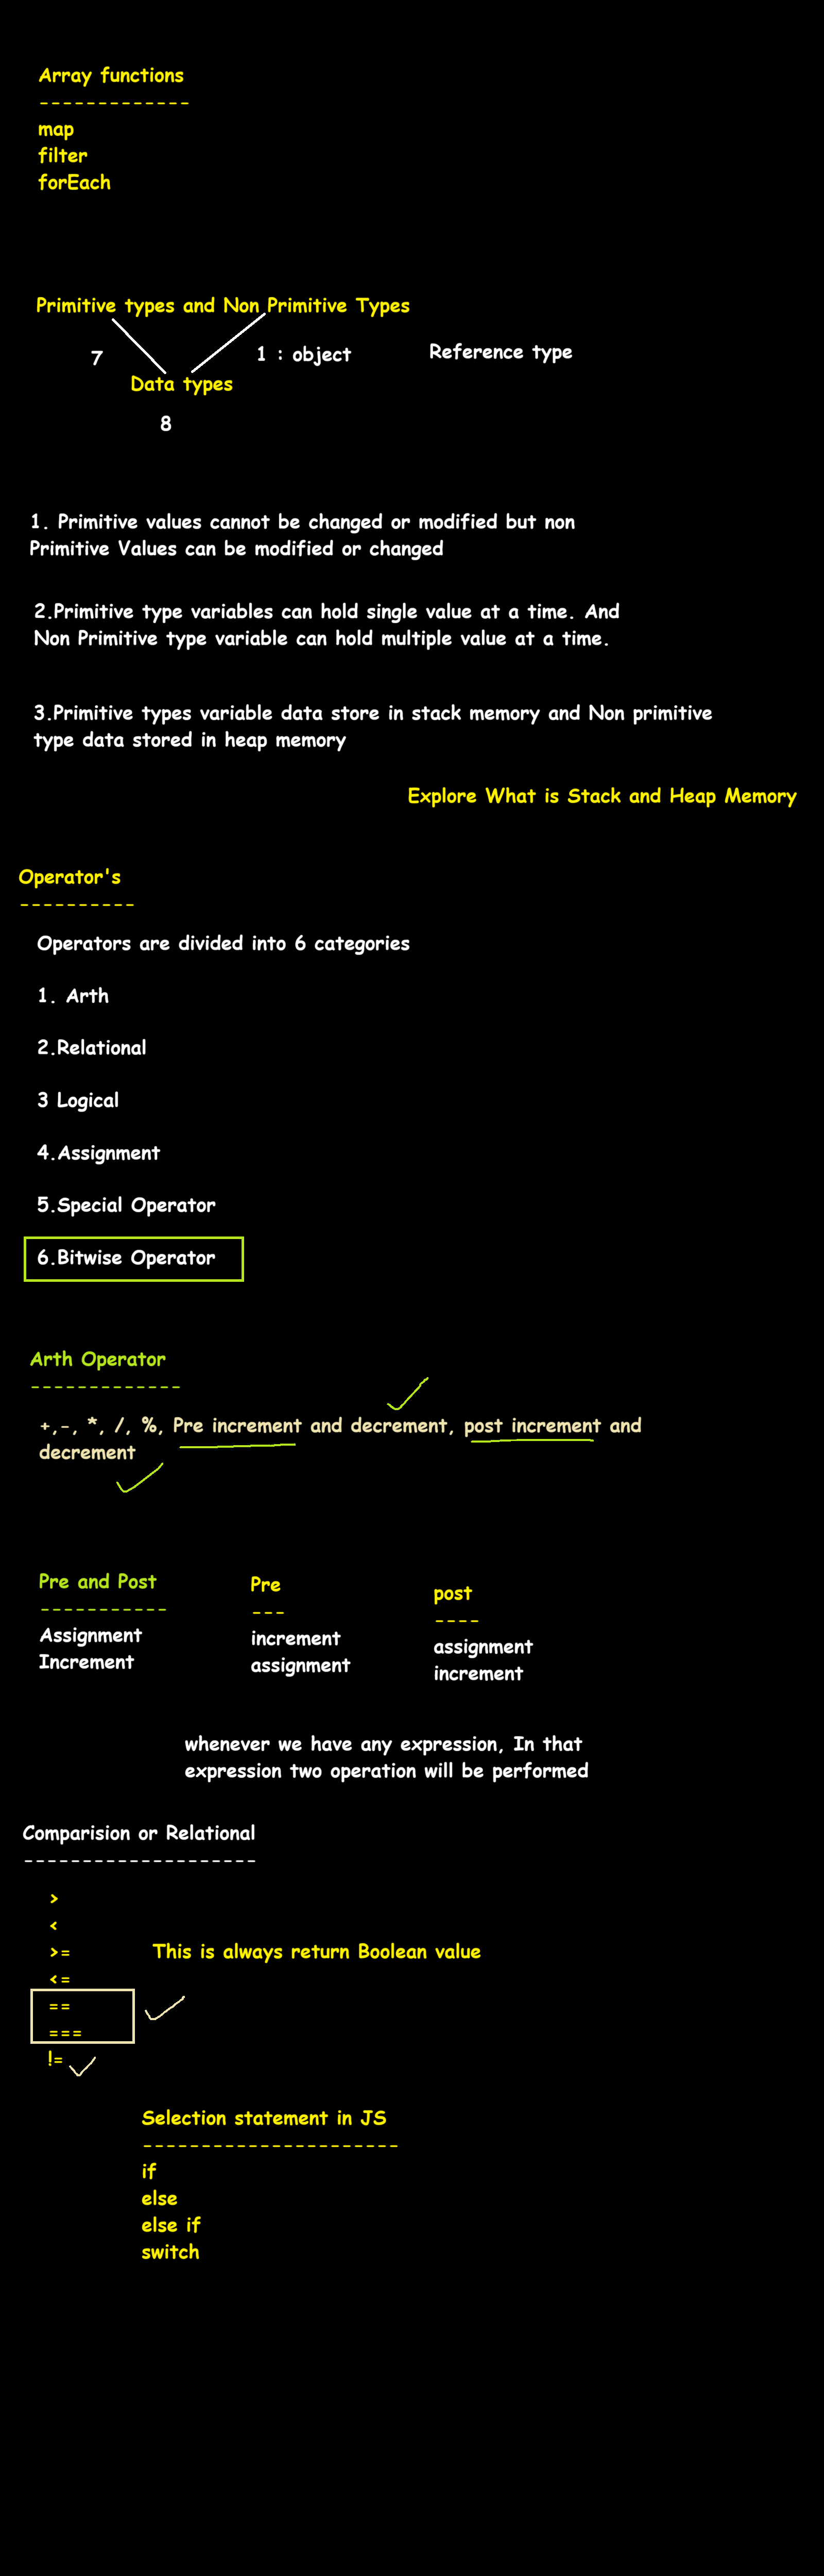 Array functions
-------------
map
filter
forEach
Primitive types and Non Primitive Types
7
1 : object
Reference type
Data types
8
1. Primitive values cannot be changed or modified but non
Primitive Values can be modified or changed
2.Primitive type variables can hold single value at a time. And
Non Primitive type variable can hold multiple value at a time.
3.Primitive types variable data store in stack memory and Non primitive
type data stored in heap memory
Explore What is Stack and Heap Memory
Operator's
----------
Operators are divided into 6 categories
1. Arth
2.Relational
3 Logical
4.Assignment
5.Special Operator
6.Bitwise Operator
Arth Operator
-------------
+,-, *, /, %, Pre increment and decrement, post increment and
decrement
Pre and Post
-----------
Assignment
Increment
Pre
---
increment
assignment
post
----
assignment
increment
whenever we have any expression, In that
expression two operation will be performed
Comparision or Relational
--------------------
>
<
>=
This is always return Boolean value
<=
==
===
!=
Selection statement in JS
----------------------
if
else
else if
switch